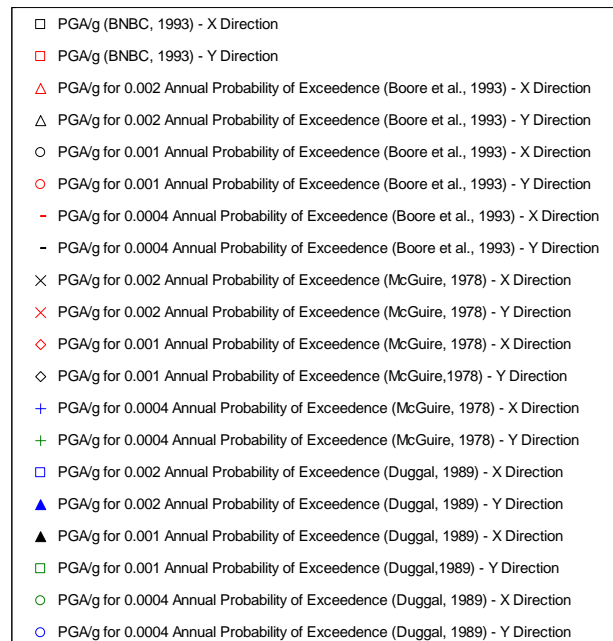 PGA/g (BNBC, 1993) - X Direction
PGA/g (BNBC, 1993) - Y Direction
PGA/g for 0.002 Annual Probability of Exceedence (Boore et al., 1993) - X Direction
PGA/g for 0.002 Annual Probability of Exceedence (Boore et al., 1993) - Y Direction
PGA/g for 0.001 Annual Probability of Exceedence (Boore et al., 1993) - X Direction
PGA/g for 0.001 Annual Probability of Exceedence (Boore et al., 1993) - Y Direction
PGA/g for 0.0004 Annual Probability of Exceedence (Boore et al., 1993) - X Direction
PGA/g for 0.0004 Annual Probability of Exceedence (Boore et al., 1993) - Y Direction
PGA/g for 0.002 Annual Probability of Exceedence (McGuire, 1978) - X Direction
PGA/g for 0.002 Annual Probability of Exceedence (McGuire, 1978) - Y Direction
PGA/g for 0.001 Annual Probability of Exceedence (McGuire, 1978) - X Direction
PGA/g for 0.001 Annual Probability of Exceedence (McGuire,1978) - Y Direction
PGA/g for 0.0004 Annual Probability of Exceedence (McGuire, 1978) - X Direction
PGA/g for 0.0004 Annual Probability of Exceedence (McGuire, 1978) - Y Direction
PGA/g for 0.002 Annual Probability of Exceedence (Duggal, 1989) - X Direction
PGA/g for 0.002 Annual Probability of Exceedence (Duggal, 1989) - Y Direction
PGA/g for 0.001 Annual Probability of Exceedence (Duggal, 1989) - X Direction
PGA/g for 0.001 Annual Probability of Exceedence (Duggal,1989) - Y Direction
PGA/g for 0.0004 Annual Probability of Exceedence (Duggal, 1989) - X Direction
PGA/g for 0.0004 Annual Probability of Exceedence (Duggal, 1989) - Y Direction